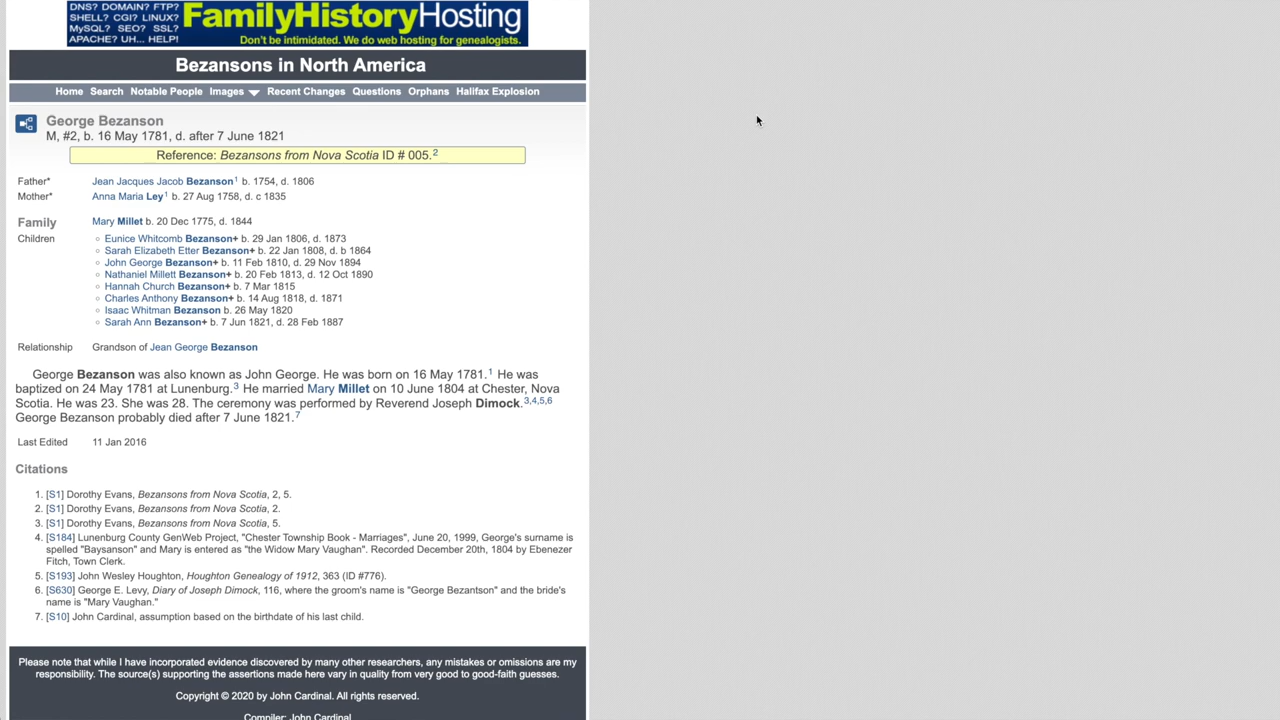 DNS? DOMAIN? FTP?
SHELL? CGI? LINUX?
MySQL? SEO? SSL?
APACHE? UH... HELP!
FamilyHistoryHosting
Don't be intimidated. We do web hosting for genealogists.
Bezansons in North America
Home Search Notable People Images Recent Changes Questions Orphans Halifax Explosion
George Bezanson
M, #2, b. 16 May 1781, d. after 7 June 1821
Reference: Bezansons from Nova Scotia ID # 005.2
Father* Jean Jacques Jacob Bezanson1 b. 1754, d. 1806
Mother* Anna Maria Ley1 b. 27 Aug 1758, d. c 1835
Family Mary Millet b. 20 Dec 1775, d. 1844
Children Eunice Whitcomb Bezanson+ b. 29 Jan 1806, d. 1873
Sarah Elizabeth Etter Bezanson+ b. 22 Jan 1808, d. b 1864
John George Bezanson+ b. 11 Feb 1810, d. 29 Nov 1894
Nathaniel Millett Bezanson+ b. 20 Feb 1813, d. 12 Oct 1890
Hannah Church Bezanson+ b. 7 Mar 1815
Charles Anthony Bezanson+ b. 14 Aug 1818, d. 1871
Isaac Whitman Bezanson b. 26 May 1820
Sarah Ann Bezanson+ b. 7 Jun 1821, d. 28 Feb 1887
Relationship Grandson of Jean George Bezanson
George Bezanson was also known as John George. He was born on 16 May 1781.1 He was
baptized on 24 May 1781 at Lunenburg.3 He married Mary Millet on 10 June 1804 at Chester, Nova
Scotia. He was 23. She was 28. The ceremony was performed by Reverend Joseph Dimock.3,4,5,6
George Bezanson probably died after 7 June 1821.7
Last Edited 11 Jan 2016
Citations
1. [S1] Dorothy Evans, Bezansons from Nova Scotia, 2, 5.
2. [S1] Dorothy Evans, Bezansons from Nova Scotia, 2.
3. [S1] Dorothy Evans, Bezansons from Nova Scotia, 5.
4. [S184] Lunenburg County GenWeb Project, "Chester Township Book - Marriages", June 20, 1999, George's surname is
spelled "Baysanson" and Mary is entered as "the Widow Mary Vaughan". Recorded December 20th, 1804 by Ebenezer
Fitch, Town Clerk.
5. [S193] John Wesley Houghton, Houghton Genealogy of 1912, 363 (ID #776).
6. [S630] George E. Levy, Diary of Joseph Dimock, 116, where the groom's name is "George Bezantson" and the bride's
name is "Mary Vaughan."
7. [S10] John Cardinal, assumption based on the birthdate of his last child.
Please note that while I have incorporated evidence discovered by many other researchers, any mistakes or omissions are my
responsibility. The source(s) supporting the assertions made here vary in quality from very good to good-faith guesses.
Copyright © 2020 by John Cardinal. All rights reserved.
Compiler: John Cardinal